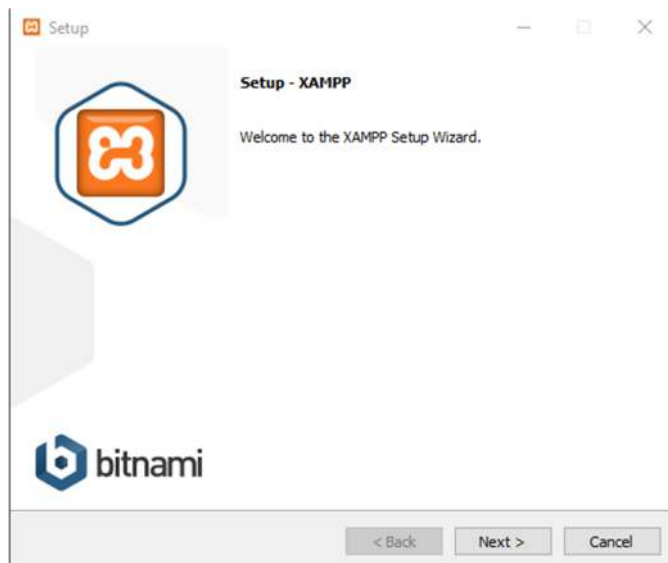 Setup
Setup - XAMPP
Welcome to the XAMPP Setup Wizard.
bitnami
< Back
Next >
Cancel